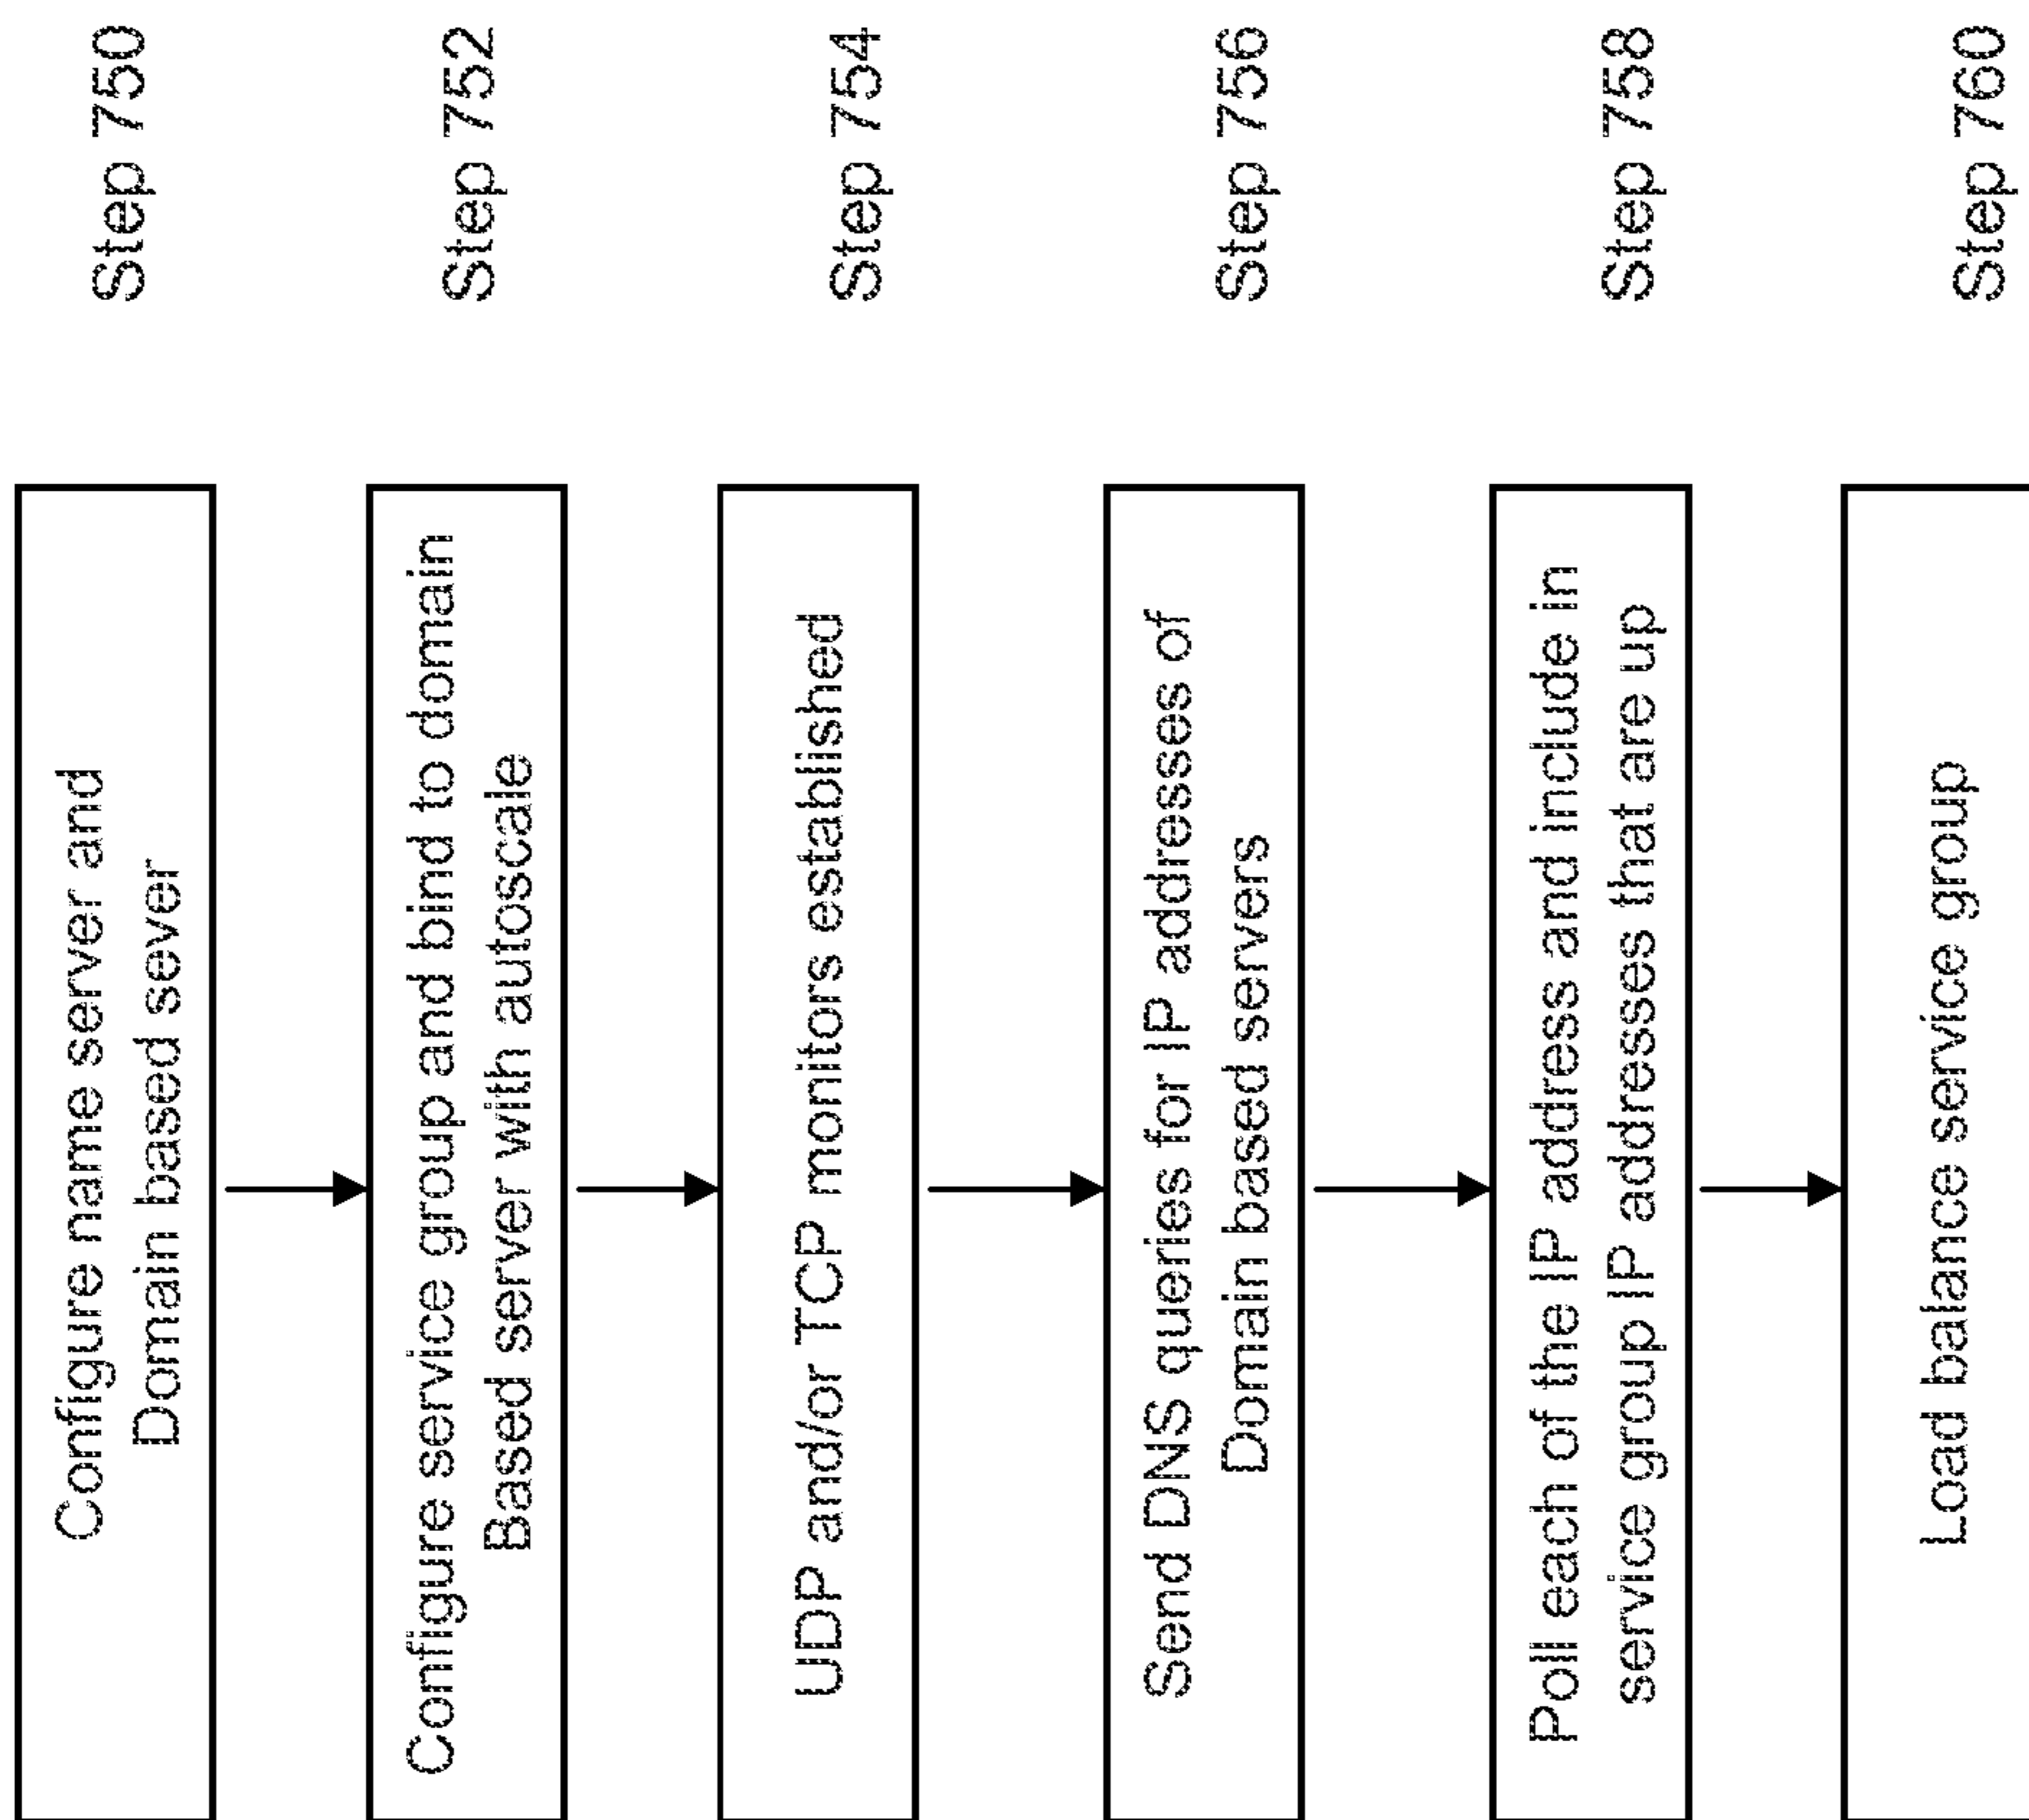 Configure name server and
Domain based sever
Step 750
Configure service group and bind to domain
Based server with autoscale
Step 752
UDP and/or TCP monitors established
Step 754
Send DNS queries for IP addresses of
Domain based servers
Step 756
Poll each of the IP address and include in
service group IP addresses that are up
Step 758
Load balance service group
Step 760